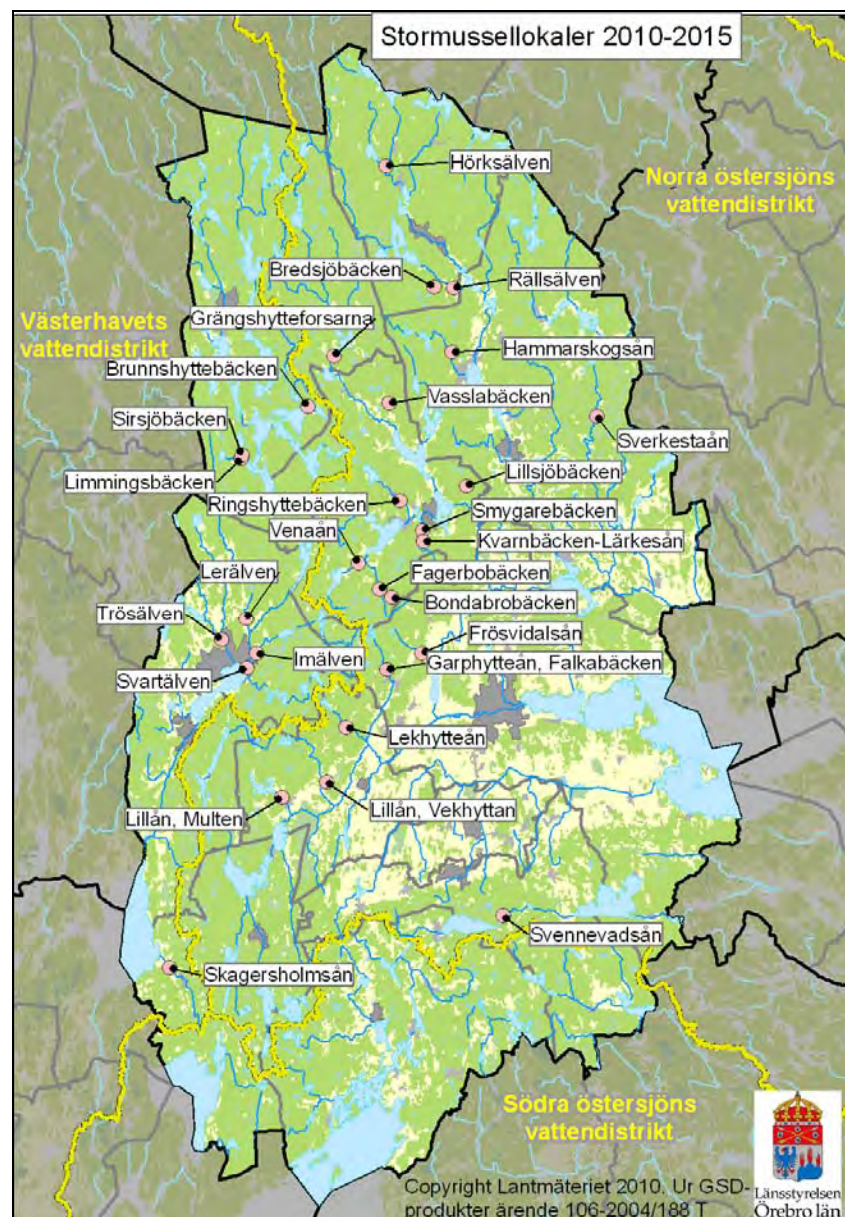 Stormussellokaler 2010-2015
Hörksälven
Norra östersjöns
vattendistrikt
Bredsjöbäcken
Rällsälven
Grängshytteforsarna
Västerhavets
vattendistrikt
Hammarskogsån
Brunnshyttebäcken
Vasslabäcken
Sirsjöbäcken
Sverkestaån
Limmingsbäcken
Lillsjöbäcken
Ringshyttebäcken
Smygarebäcken
Venaån
Kvarnbäcken-Lärkesån
Fagerbobäcken
Lerälven
Bondabrobäcken
Trösälven
Frösvidalsån
Imälven
Garphytteån, Falkabäcken
Svartälven
Lekhytteån
Lillån, Multen
Lillån, Vekhyttan
Svennevadsån
Skagersholmsån
Södra östersjöns
vattendistrikt
Copyright Lantmäteriet 2010. Ur GSD-
produkter ärende 106-2004/188 T
Länsstyrelsen
Örebro län